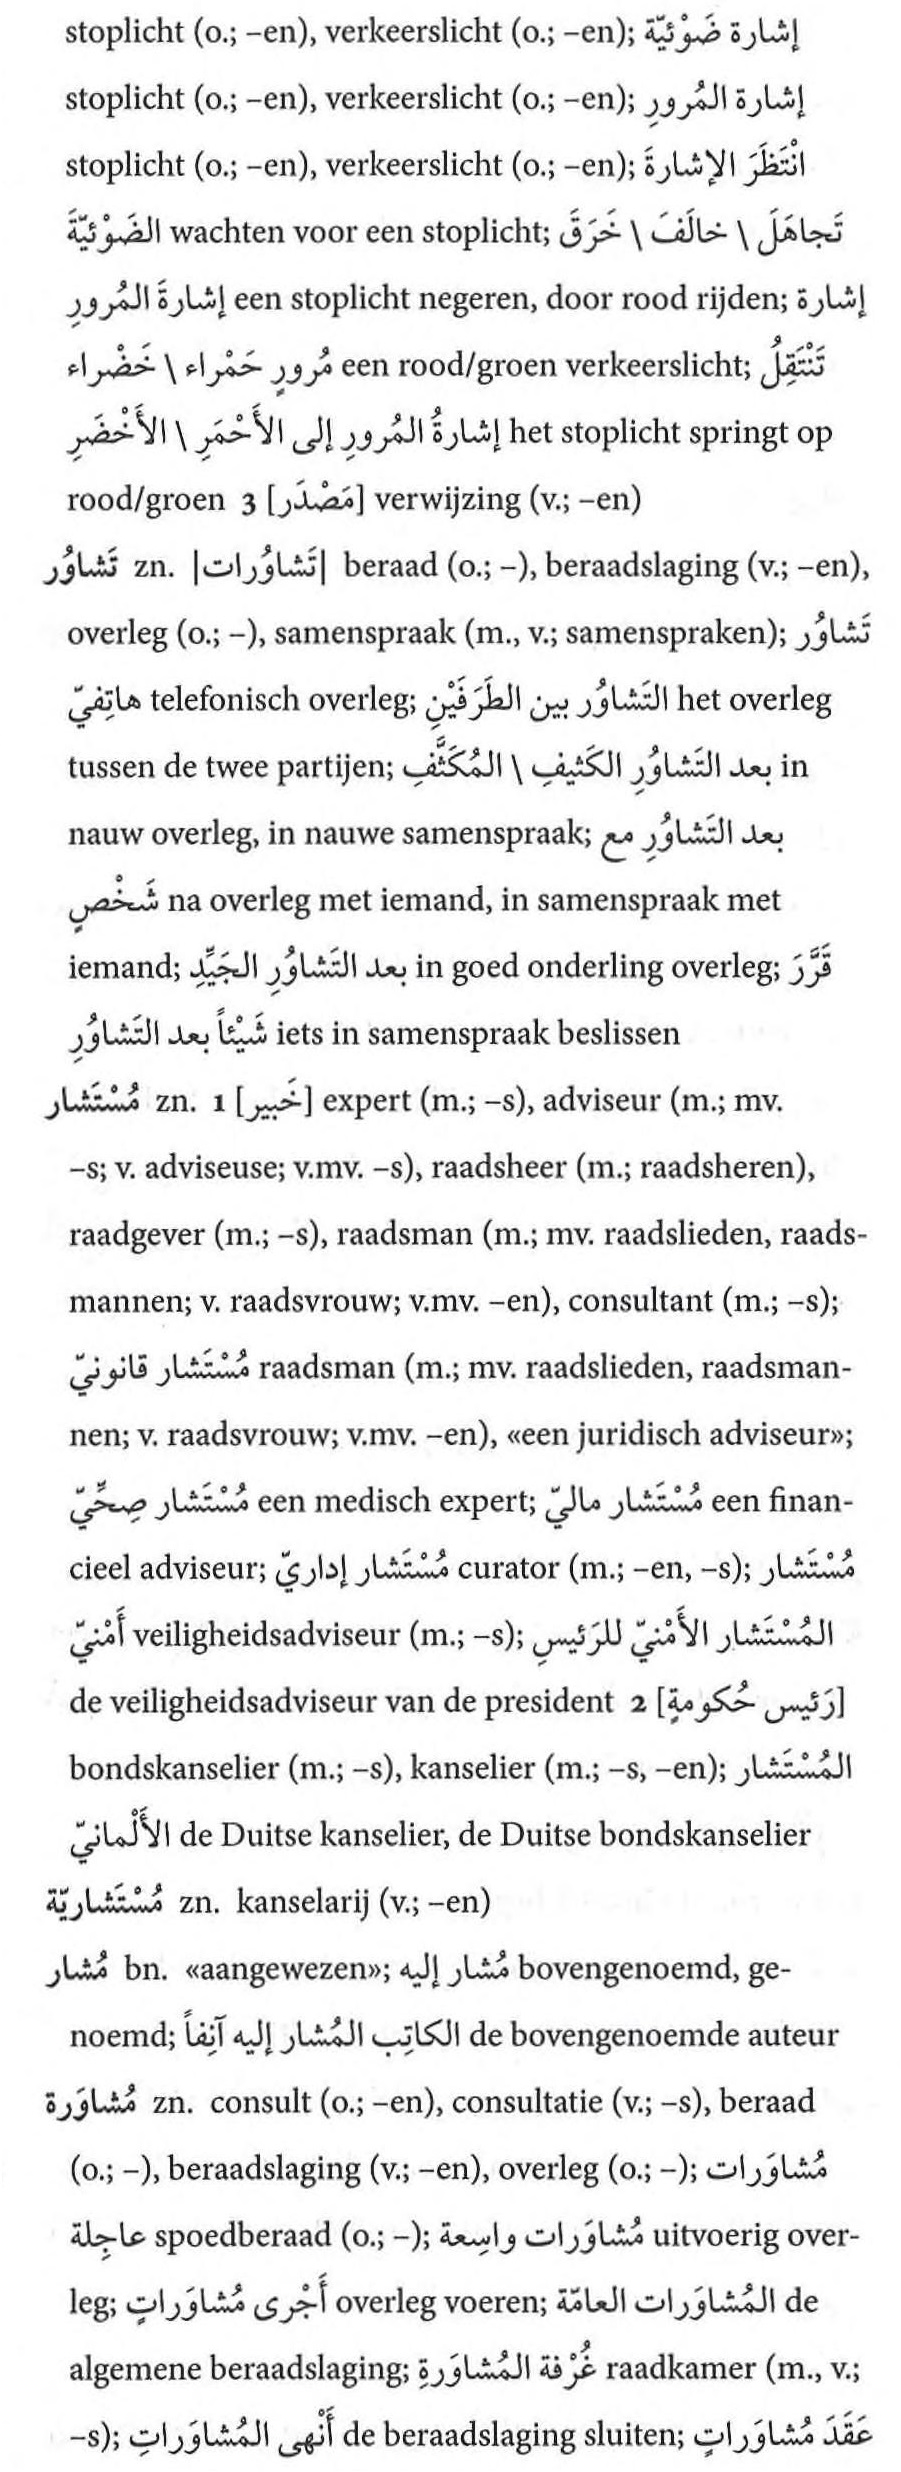 stoplicht (o.; –en), verkeerslicht (o.; –en); إشارة ضَوْئيّة
stoplicht (o.; –en), verkeerslicht (o.; –en); إشارة المُرورِ
stoplicht (o.; –en), verkeerslicht (o.; –en); انْتَظَرَ الإشارةَ
الضَوْئيّةَ wachten voor een stoplicht; تَجاهَلَ \ خالَفَ \ خَرَقَ
إشارةَ المُرورِ een stoplicht negeren, door rood rijden; إشارة
مُرورٍ حَمْراء \ خَضْراء een rood/groen verkeerslicht; تَنْتَقِلُ
إشارةُ المُرورِ إلى الأَحْمَرِ \ الأَخْضَرِ het stoplicht springt op
rood/groen 3 [مَصْدَر] verwijzing (v.; –en)
تَشاوُر zn. |تَشاوُرات| beraad (o.; –), beraadslaging (v.; –en),
overleg (o.; –), samenspraak (m., v.; samenspraken); تَشاوُر
هاتِفيّ telefonisch overleg; التَشاوُر بين الطَرَفَيْنِ het overleg
tussen de twee partijen; بعد التَشاوُرِ الكَثيفِ \ المُكَثَّفِ in
nauw overleg, in nauwe samenspraak; بعد التَشاوُرِ مع
شَخْصٍ na overleg met iemand, in samenspraak met
iemand; بعد التَشاوُرِ الجَيِّدِ in goed onderling overleg; قَرَّرَ
شَيْئاً بعد التَشاوُرِ iets in samenspraak beslissen
مُسْتَشار zn. 1 [خَبير] expert (m.; –s), adviseur (m.; mv.
–s; v. adviseuse; v.mv. –s), raadsheer (m.; raadsheren),
raadgever (m.; –s), raadsman (m.; mv. raadslieden, raads-
mannen; v. raadsvrouw; v.mv. –en), consultant (m.; –s);
مُسْتَشار قانونيّ raadsman (m.; mv. raadslieden, raadsman-
nen; v. raadsvrouw; v.mv. –en), «een juridisch adviseur»;
مُسْتَشار صِحّيّ een medisch expert; مُسْتَشار ماليّ een finan-
cieel adviseur; مُسْتَشار إداريّ curator (m.; –en, –s); مُسْتَشار
أَمْنيّ veiligheidsadviseur (m.; –s); المُسْتَشار الأَمْنيّ للرَئيسِ
de veiligheidsadviseur van de president 2 [رَئيس حُكومةٍ]
bondskanselier (m.; –s), kanselier (m.; –s, –en); المُسْتَشار
الأَلْمانيّ de Duitse kanselier, de Duitse bondskanselier
مُسْتَشاريّة zn. kanselarij (v.; –en)
مُشار bn. «aangewezen»; مُشار إليه bovengenoemd, ge-
noemd; الكاتِب المُشار إليه آنِفاً de bovengenoemde auteur
مُشاوَرة zn. consult (o.; –en), consultatie (v.; –s), beraad
(o.; –), beraadslaging (v.; –en), overleg (o.; –); مُشاوَرات
عاجِلة spoedberaad (o.; –); مُشاوَرات واسِعة uitvoerig over-
leg; أَجْرى مُشاوَراتٍ overleg voeren; المُشاوَرات العامّة de
algemene beraadslaging; غُرْفة المُشاوَرةِ raadkamer (m., v.;
–s); أَنْهى المُشاوَراتِ de beraadslaging sluiten; عَقَدَ مُشاوَراتٍ